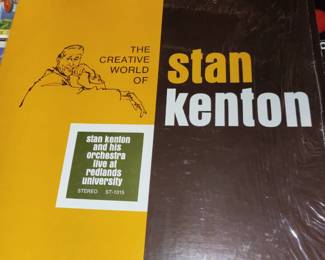 THE
CREATIVE
WORLD
OF
stan
kenton
stan kenton
and his
orchestra
live at
redlands
university
STEREO ST-1015